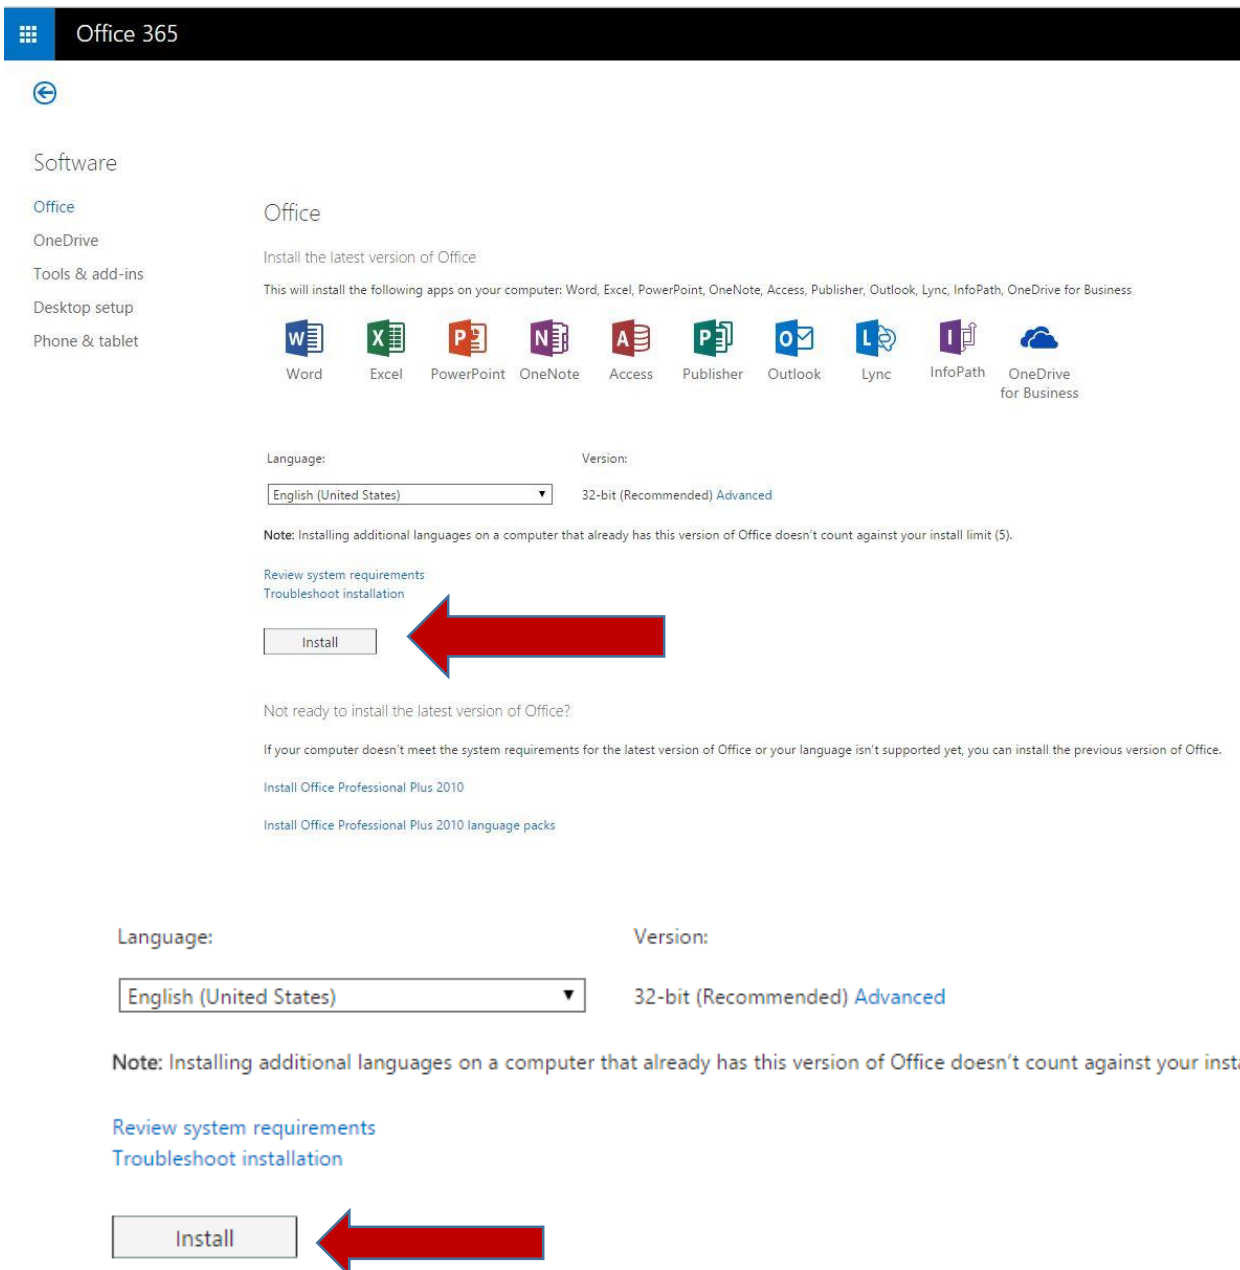 Office 365
Software
Office
OneDrive
Tools & add-ins
Desktop setup
Phone & tablet
Office
Install the latest version of Office
This will install the following apps on your computer: Word, Excel, PowerPoint, OneNote, Access, Publisher, Outlook, Lync, InfoPath, OneDrive for Business
Word Excel PowerPoint OneNote Access Publisher Outlook Lync InfoPath OneDrive
for Business
Language: Version:
English (United States) 32-bit (Recommended) Advanced
Note: Installing additional languages on a computer that already has this version of Office doesn't count against your install limit (5).
Review system requirements
Troubleshoot installation
Install
Not ready to install the latest version of Office?
If your computer doesn't meet the system requirements for the latest version of Office or your language isn't supported yet, you can install the previous version of Office.
Install Office Professional Plus 2010
Install Office Professional Plus 2010 language packs
Language: Version:
English (United States) 32-bit (Recommended) Advanced
Note: Installing additional languages on a computer that already has this version of Office doesn't count against your
Review system requirements
Troubleshoot installation
Install